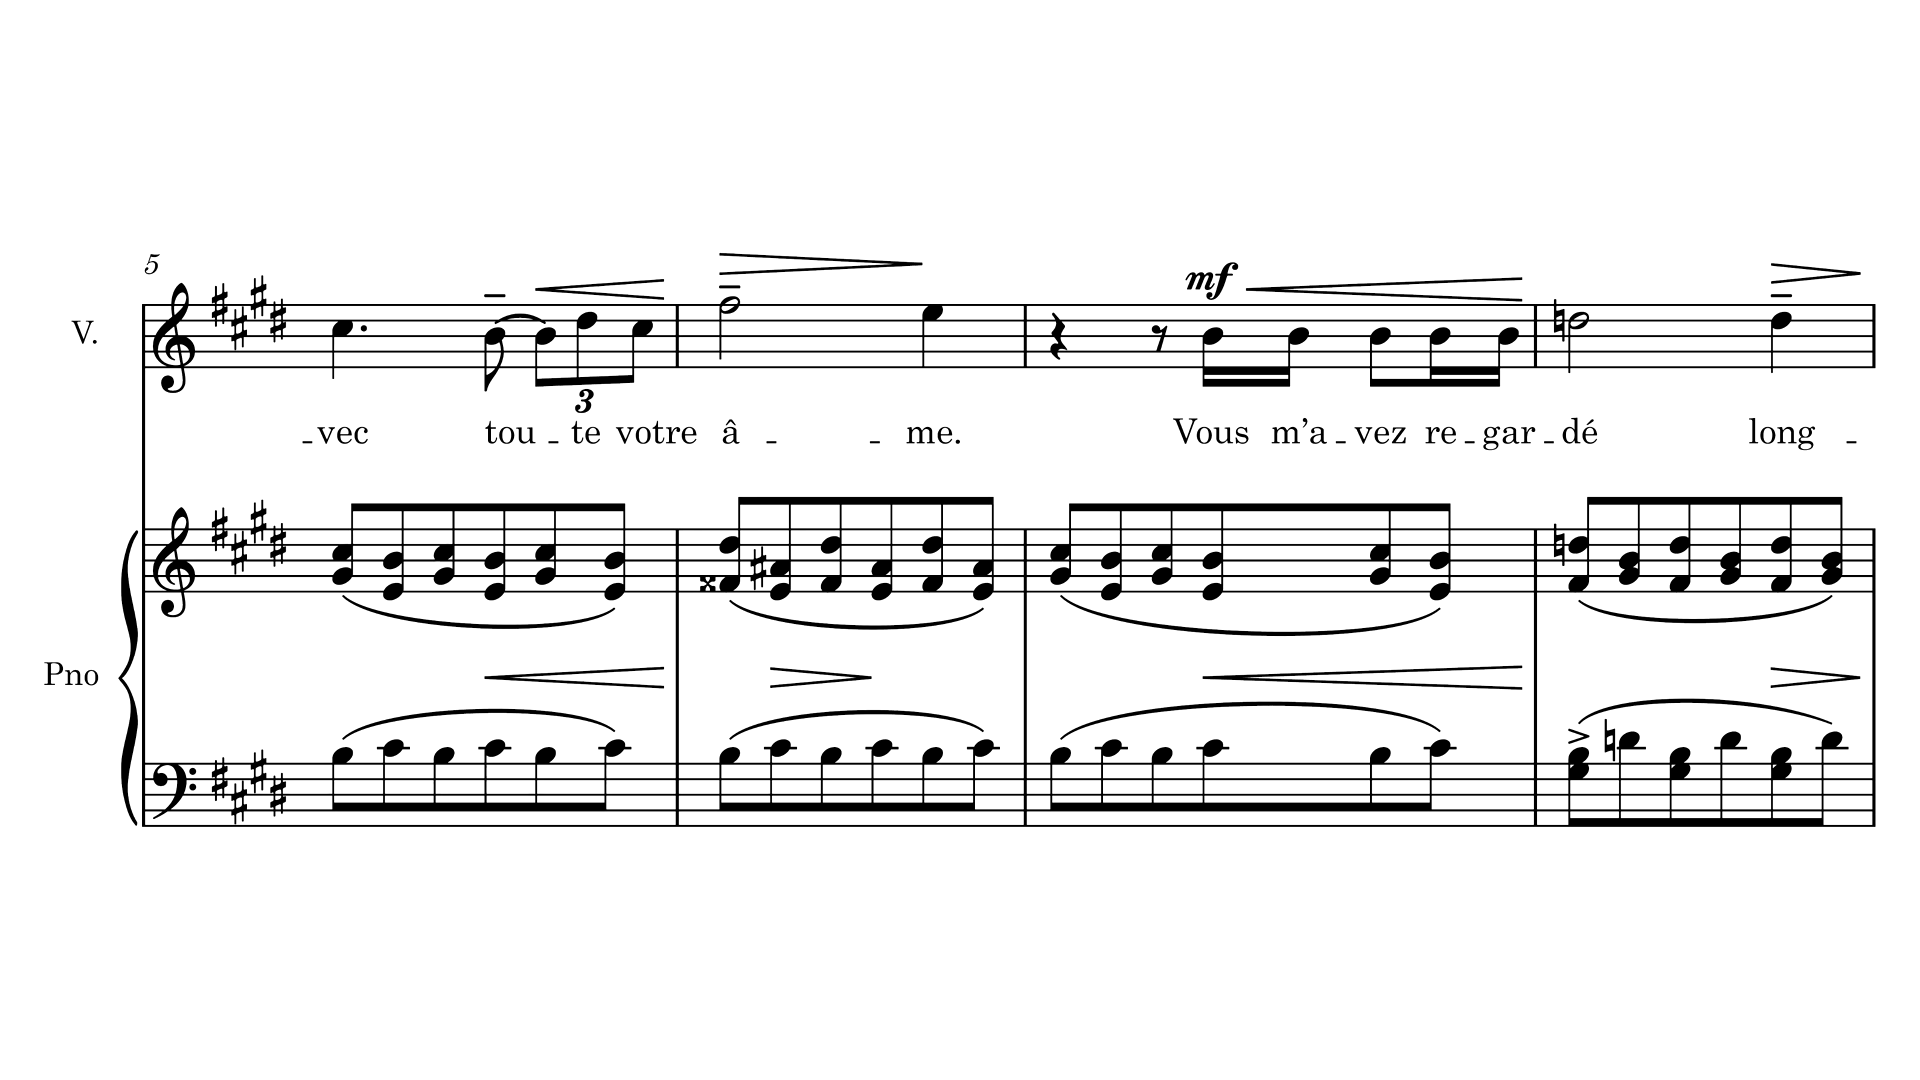 5
mf
V.
3
vec tou - te votre â - - me. Vous m’a - vez re - gar - dé long -
Pno